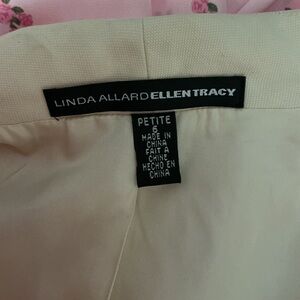 LINDA ALLARD ELLEN TRACY
PETITE
6
MADE IN
CHINA
FAIT A
CHINE
HECHO EN
CHINA